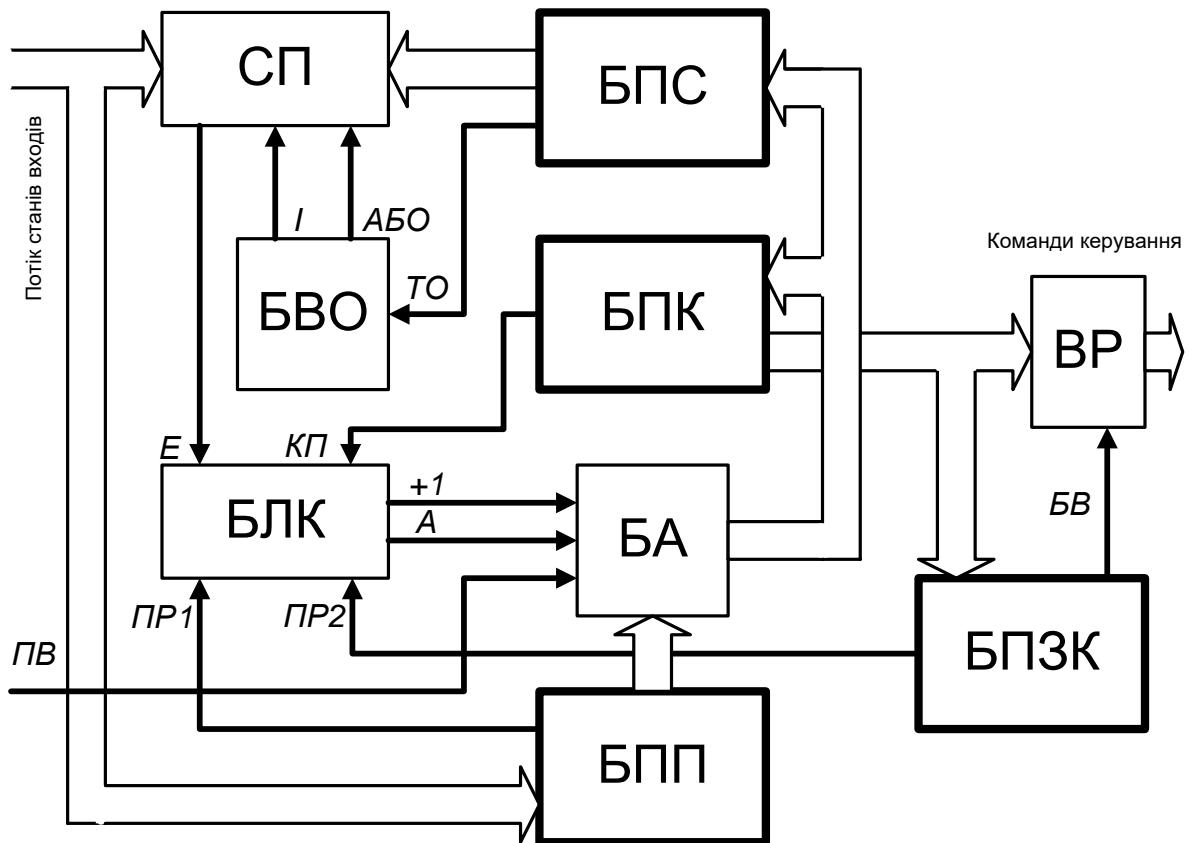 СП
БПС
Потік станів входів
І
АБО
БВО
ТО
БПК
Команди керування
ВР
Е
КП
БЛК
+1
А
БА
БВ
ПР1
ПР2
ПВ
БПЗК
БПП